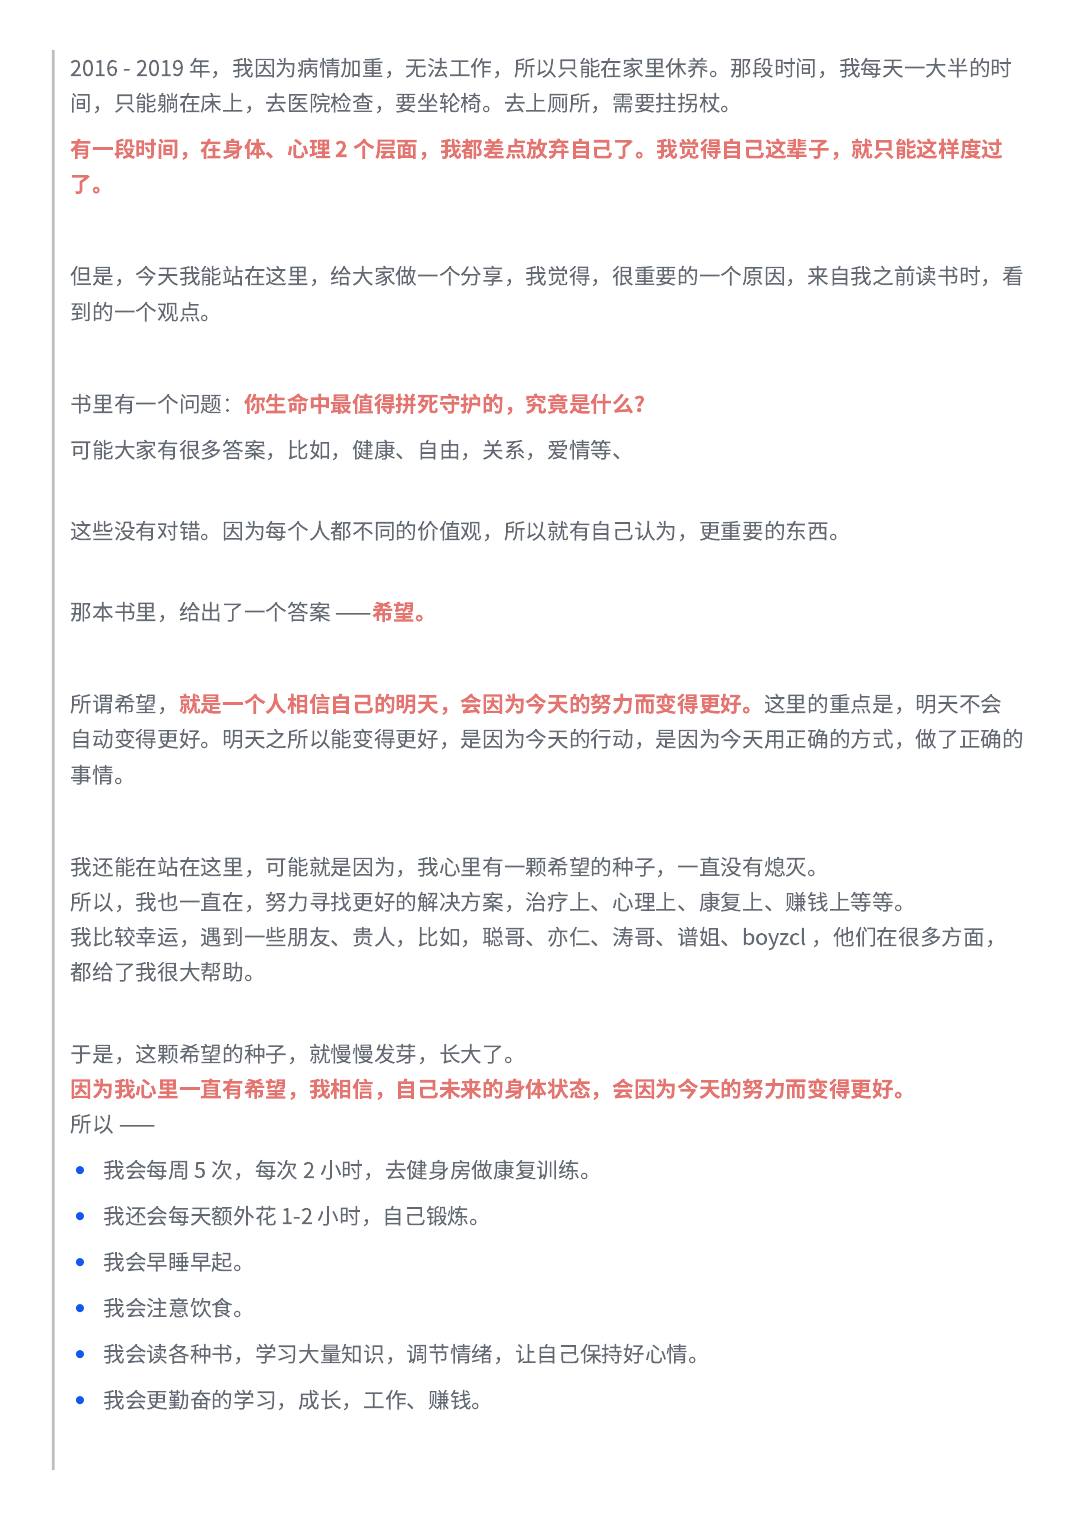 2016 - 2019 年，我因为病情加重，无法工作，所以只能在家里休养。那段时间，我每天一大半的时
间，只能躺在床上，去医院检查，要坐轮椅。去上厕所，需要拄拐杖。
有一段时间，在身体、心理 2 个层面，我都差点放弃自己了。我觉得自己这辈子，就只能这样度过
了。
但是，今天我能站在这里，给大家做一个分享，我觉得，很重要的一个原因，来自我之前读书时，看
到的一个观点。
书里有一个问题：你生命中最值得拼死守护的，究竟是什么？
可能大家有很多答案，比如，健康、自由，关系，爱情等、
这些没有对错。因为每个人都不同的价值观，所以就有自己认为，更重要的东西。
那本书里，给出了一个答案 ——希望。
所谓希望，就是一个人相信自己的明天，会因为今天的努力而变得更好。这里的重点是，明天不会
自动变得更好。明天之所以能变得更好，是因为今天的行动，是因为今天用正确的方式，做了正确的
事情。
我还能在站在这里，可能就是因为，我心里有一颗希望的种子，一直没有熄灭。
所以，我也一直在，努力寻找更好的解决方案，治疗上、心理上、康复上、赚钱上等等。
我比较幸运，遇到一些朋友、贵人，比如，聪哥、亦仁、涛哥、谱姐、boyzcl ，他们在很多方面，
都给了我很大帮助。
于是，这颗希望的种子，就慢慢发芽，长大了。
因为我心里一直有希望，我相信，自己未来的身体状态，会因为今天的努力而变得更好。
所以 ——
• 我会每周 5 次，每次 2 小时，去健身房做康复训练。
• 我还会每天额外花 1-2 小时，自己锻炼。
• 我会早睡早起。
• 我会注意饮食。
• 我会读各种书，学习大量知识，调节情绪，让自己保持好心情。
• 我会更勤奋的学习，成长，工作、赚钱。